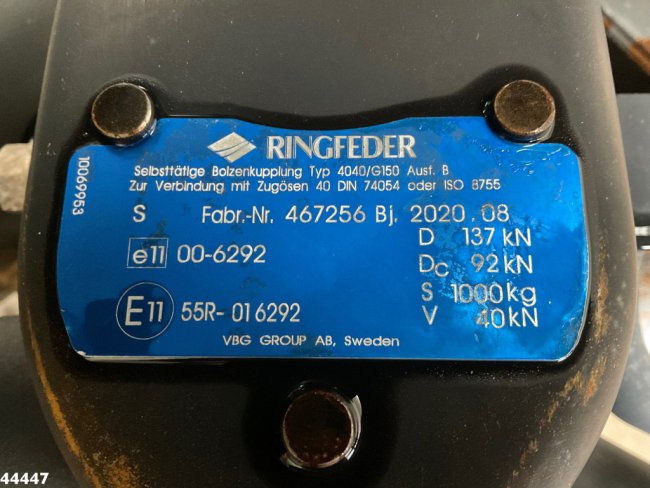 RINGFEDER
Selbsttätige Bolzenkupplung Typ 4040/G150 Ausf. B
Zur Verbindung mit Zugösen 40 DIN 74054 oder ISO 8755
10069953
S Fabr.-Nr. 467256 Bj. 2020.08
D 137 kN
e11 00-6292
DC 92 kN
S 1000 kg
E11 55R-01 6292
V 40 kN
VBG GROUP AB, Sweden
44447